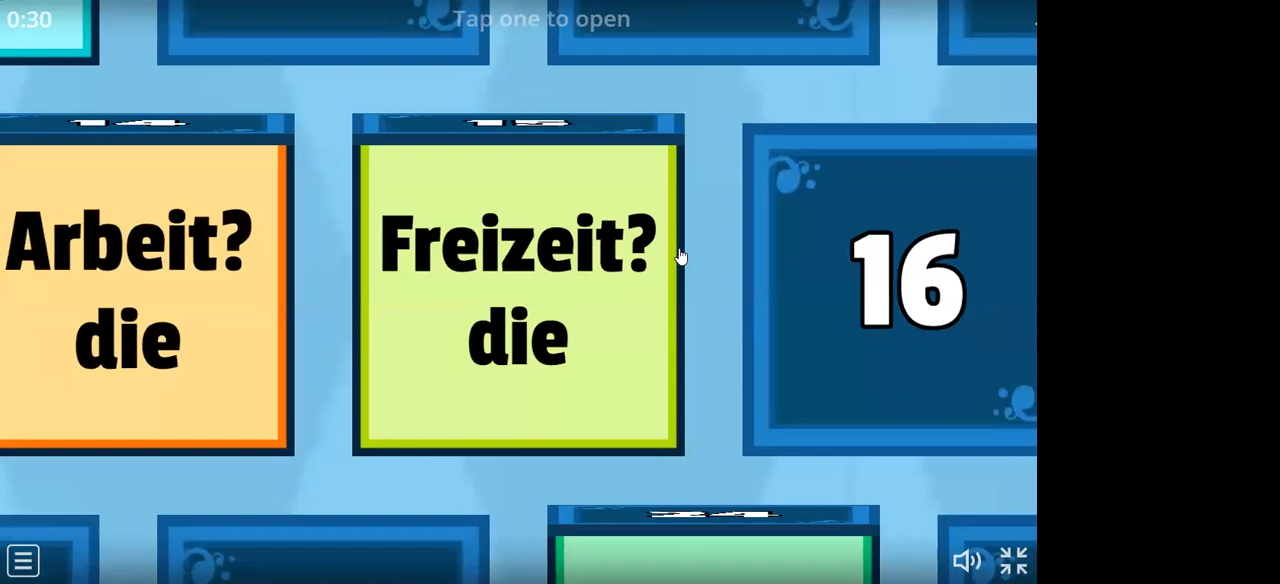 0:30
Tap one to open
Arbeit?
die
Freizeit?
die
16